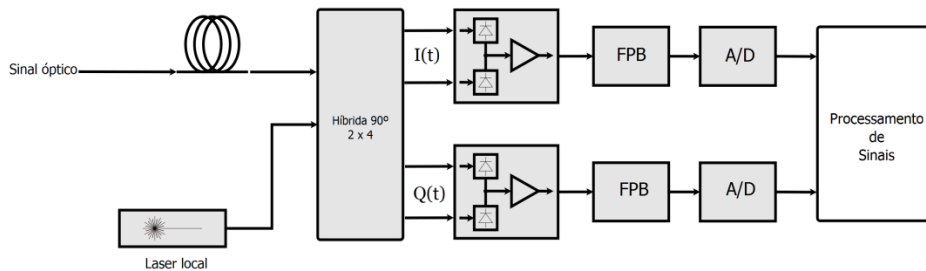 Sinal óptico
Laser local
Híbrida 90º
2 x 4
I(t)
Q(t)
FPB
A/D
FPB
A/D
Processamento
de
Sinais